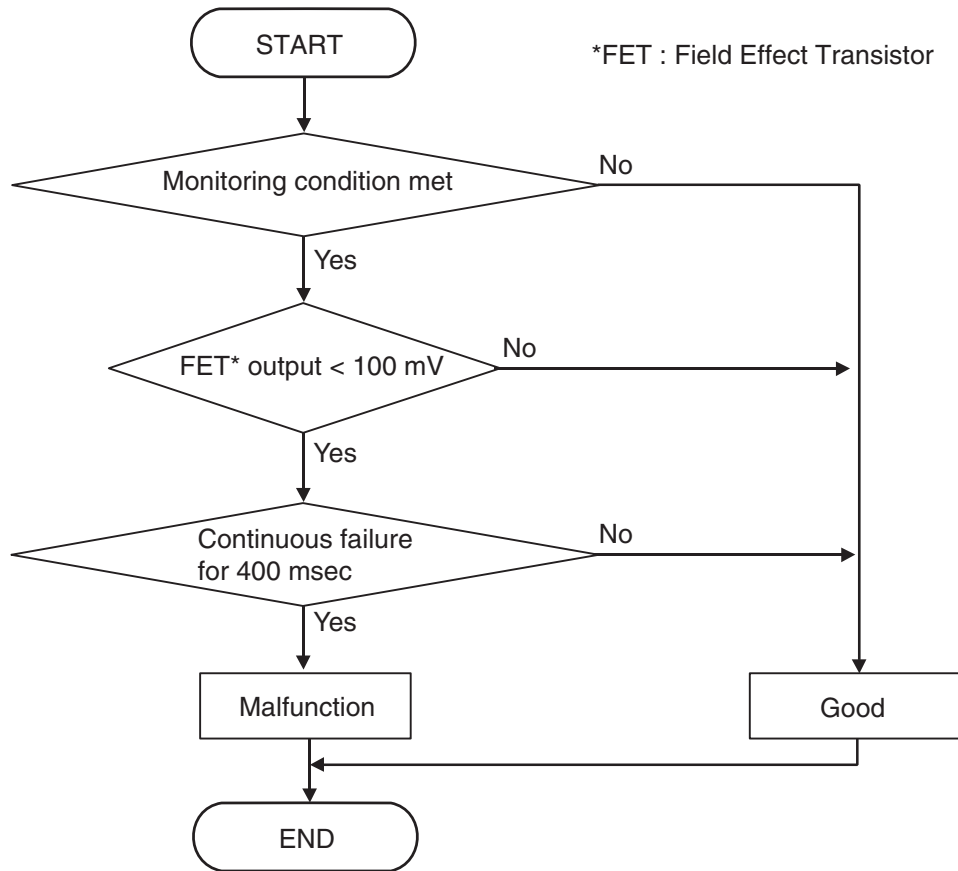 START
*FET : Field Effect Transistor
Monitoring condition met
No
Yes
FET* output < 100 mV
No
Yes
Continuous failure
for 400 msec
No
Yes
Malfunction
Good
END